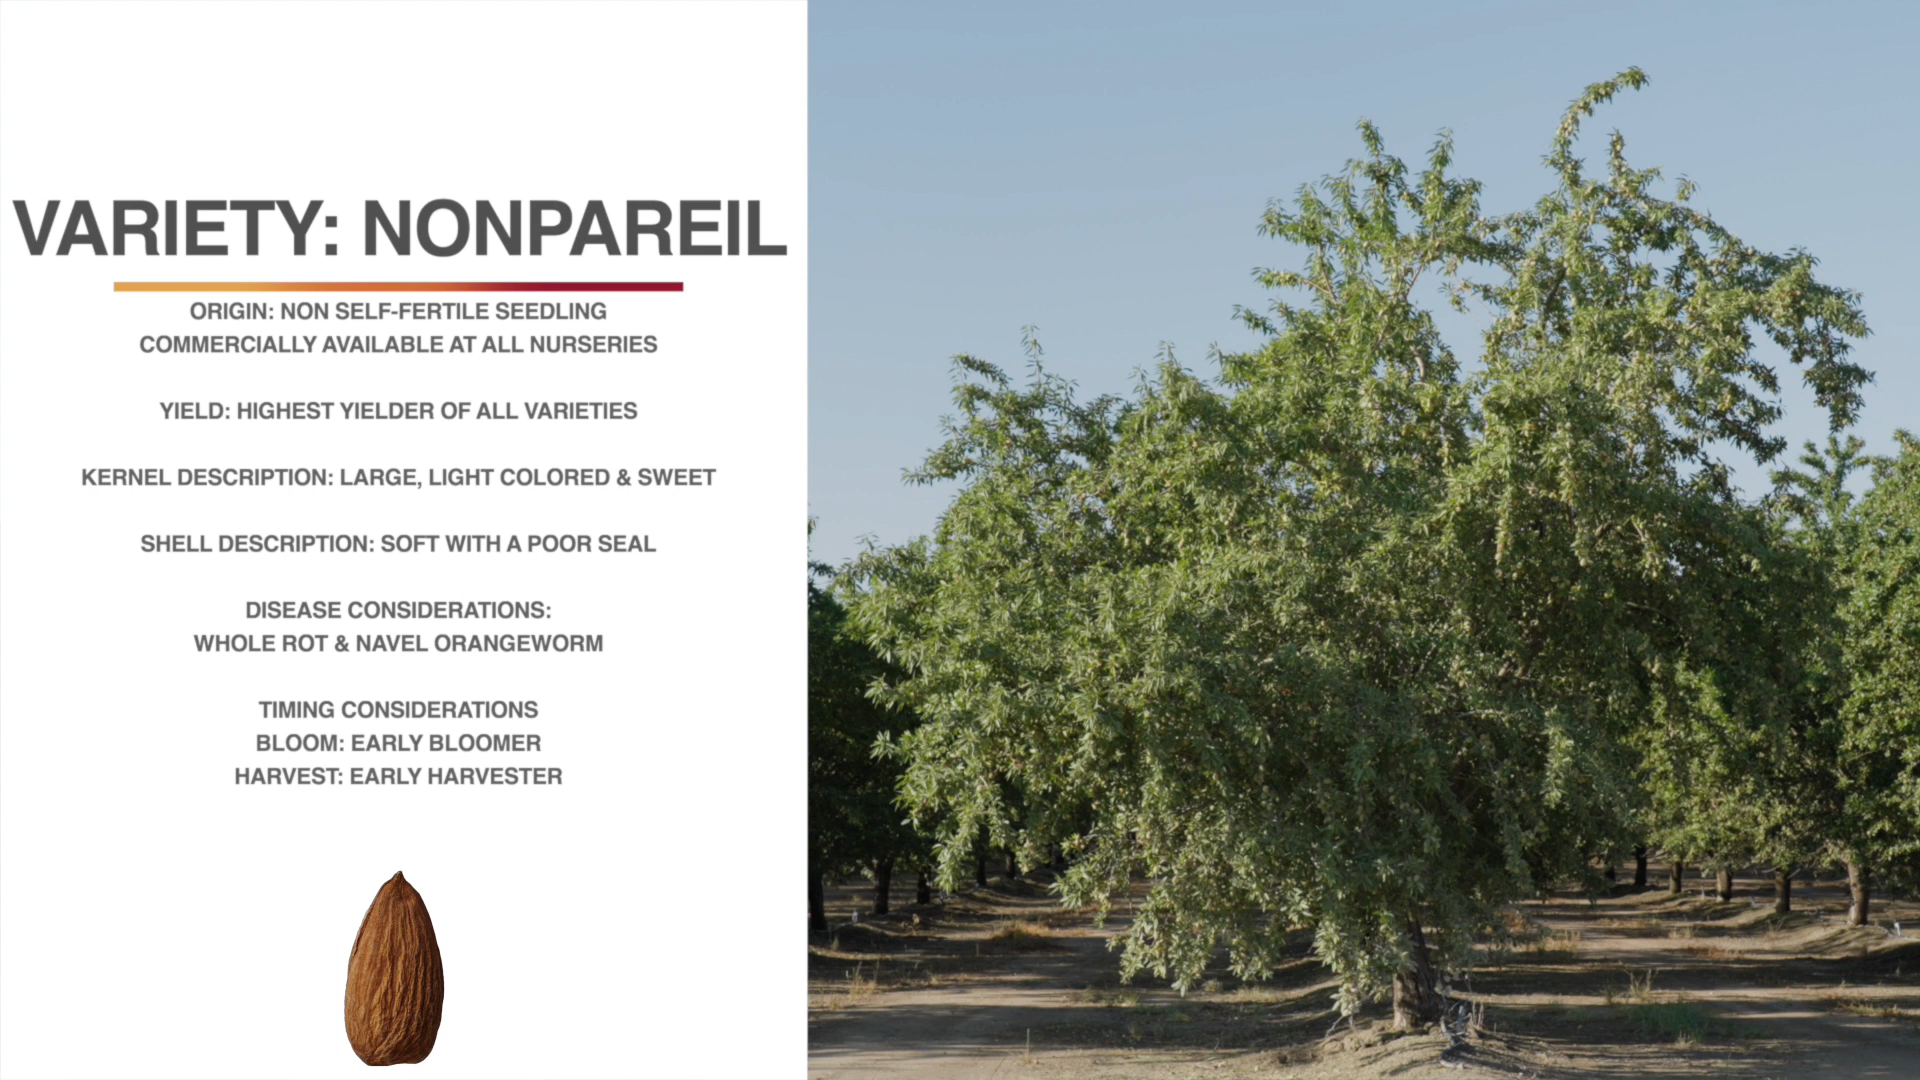 VARIETY: NONPAREIL
ORIGIN: NON SELF-FERTILE SEEDLING
COMMERCIALLY AVAILABLE AT ALL NURSERIES
YIELD: HIGHEST YIELDER OF ALL VARIETIES
KERNEL DESCRIPTION: LARGE, LIGHT COLORED & SWEET
SHELL DESCRIPTION: SOFT WITH A POOR SEAL
DISEASE CONSIDERATIONS:
WHOLE ROT & NAVEL ORANGEWORM
TIMING CONSIDERATIONS
BLOOM: EARLY BLOOMER
HARVEST: EARLY HARVESTER